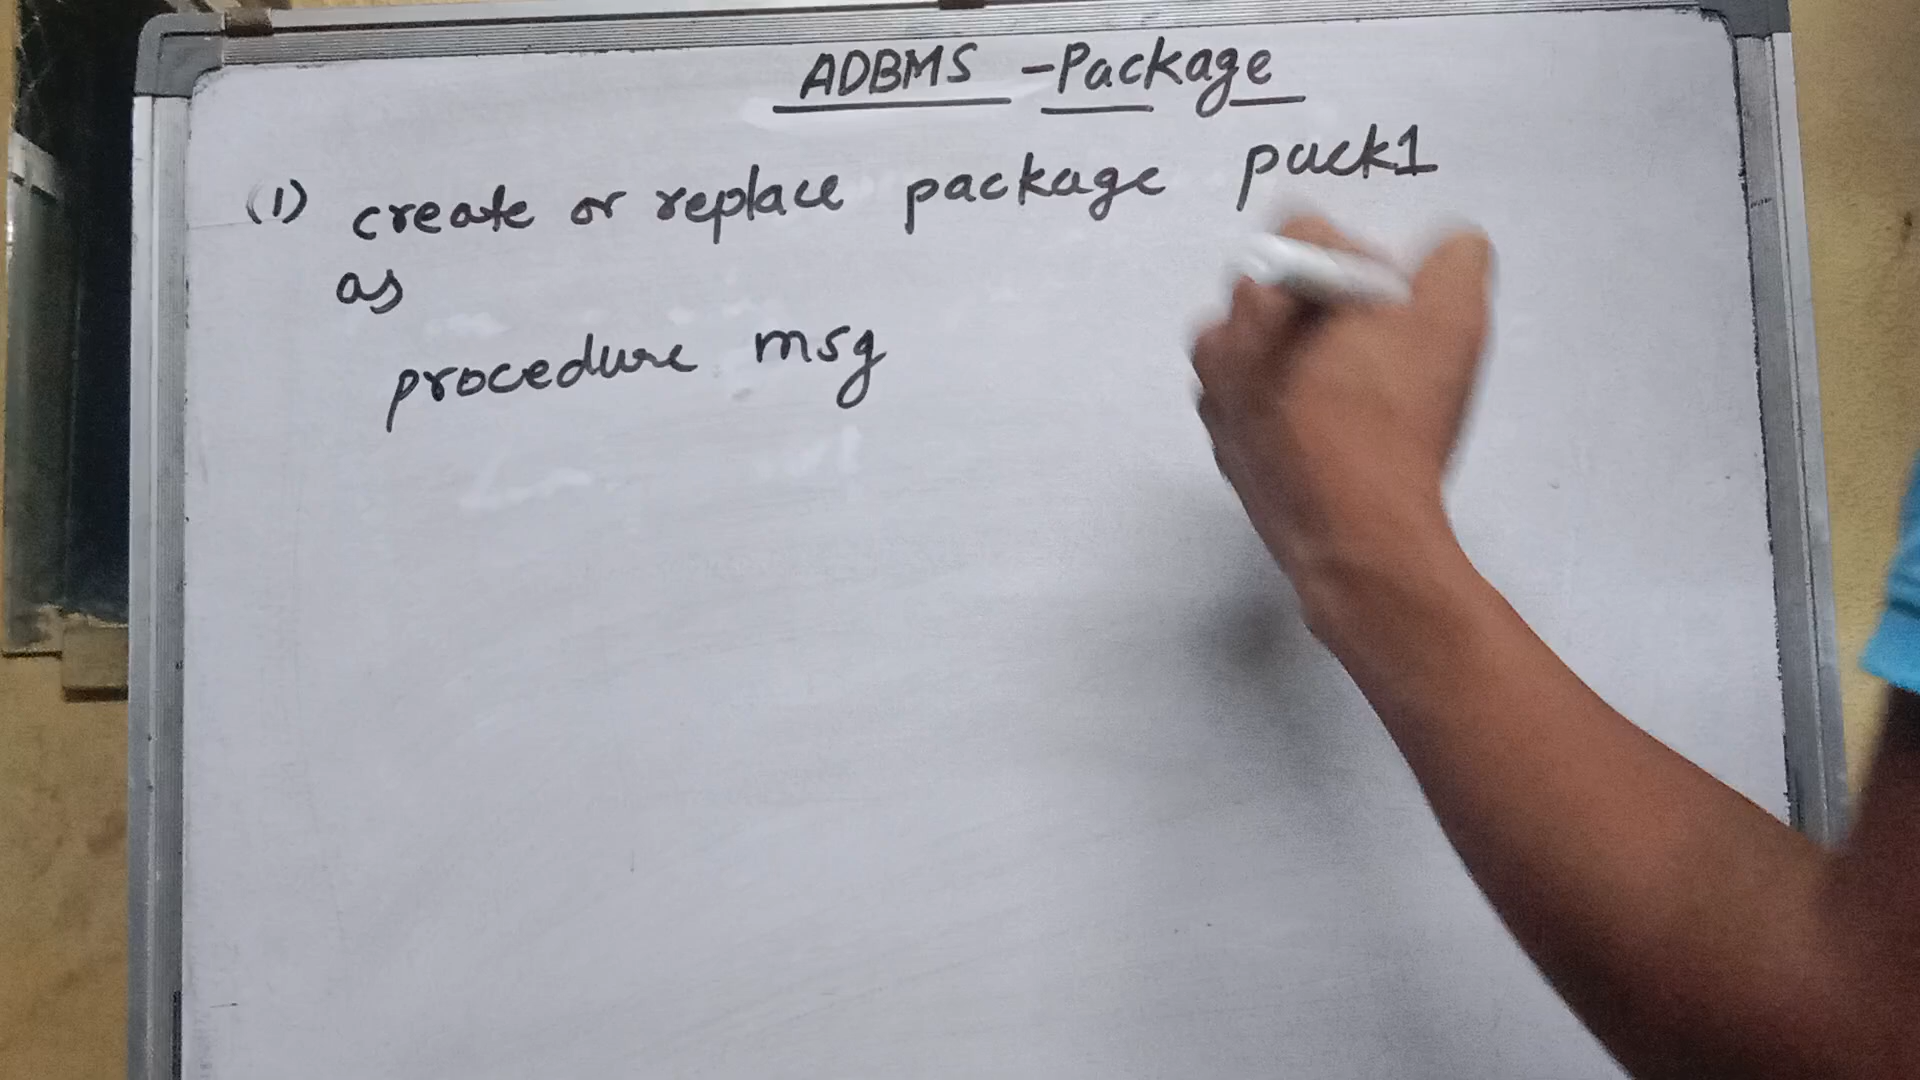 ADBMS - Package
(1) create or replace package pack1
as
procedure msg